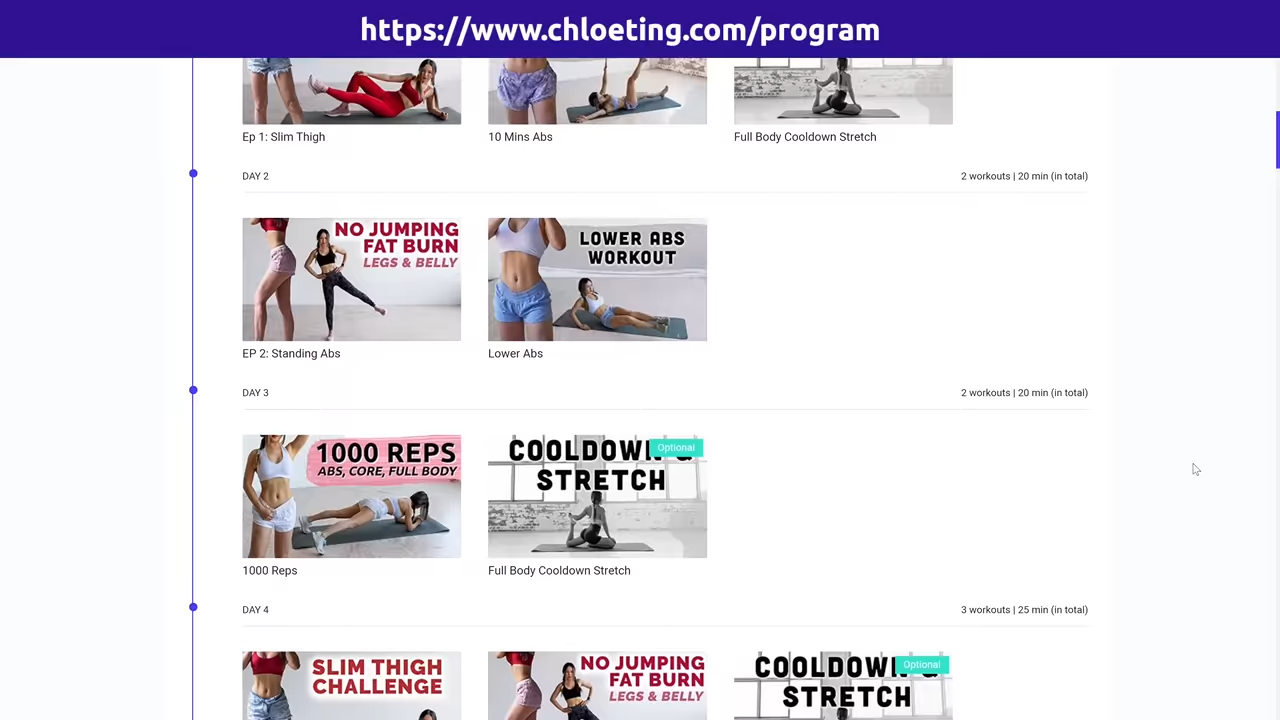 https://www.chloeting.com/program
Ep 1: Slim Thigh
10 Mins Abs
Full Body Cooldown Stretch
DAY 2
2 workouts | 20 min (in total)
NO JUMPING
FAT BURN
LEGS & BELLY
LOWER ABS
WORKOUT
EP 2: Standing Abs
Lower Abs
DAY 3
2 workouts | 20 min (in total)
1000 REPS
ABS, CORE, FULL BODY
COOLDOWN &
Optional
STRETCH
1000 Reps
Full Body Cooldown Stretch
DAY 4
3 workouts | 25 min (in total)
SLIM THIGH
CHALLENGE
NO JUMPING
FAT BURN
LEGS & BELLY
COOLDOWN &
Optional
STRETCH